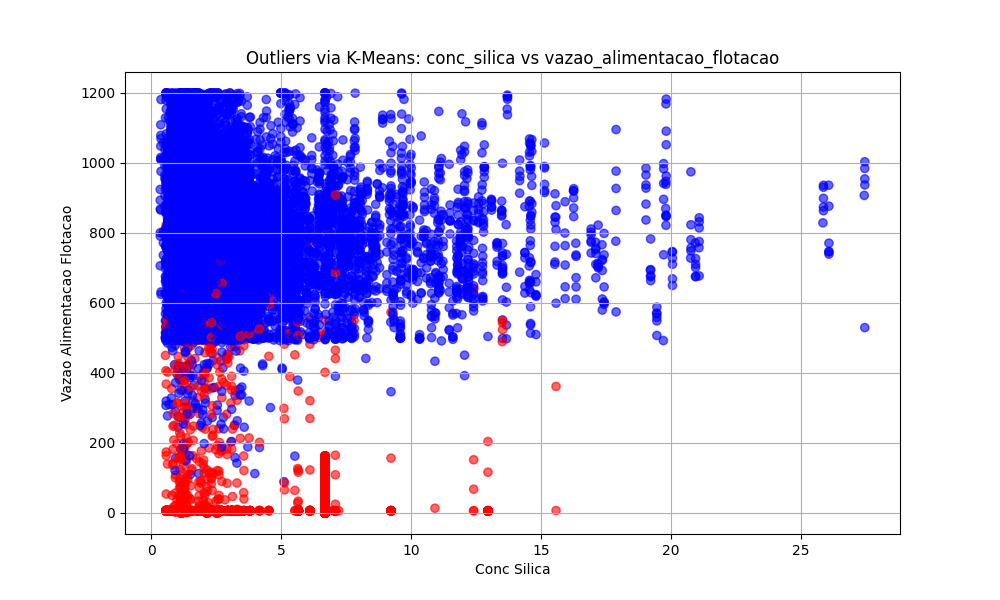 Outliers via K-Means: conc_silica vs vazao_alimentacao_flotacao
1200
1000
800
600
400
200
0
Vazao Alimentacao Flotacao
0 5 10 15 20 25
Conc Silica